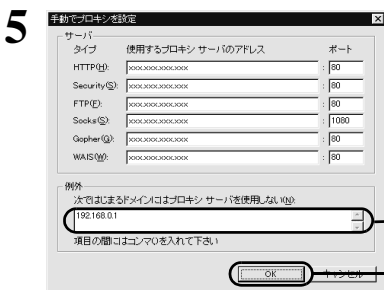 5
手動でプロキシを設定
サーバ
タイプ 使用するプロキシ サーバのアドレス ポート
HTTP(H): xxx.xxx.xxx.xxx : 80
Security(S): xxx.xxx.xxx.xxx : 80
FTP(F): xxx.xxx.xxx.xxx : 80
Socks(S): xxx.xxx.xxx.xxx : 1080
Gopher(G): xxx.xxx.xxx.xxx : 80
WAIS(W): xxx.xxx.xxx.xxx : 80
例外
次ではじまるドメインにはプロキシ サーバを使用しない(N):
192.168.0.1
項目の間にはコンマ()を入れて下さい
OK キャンセル